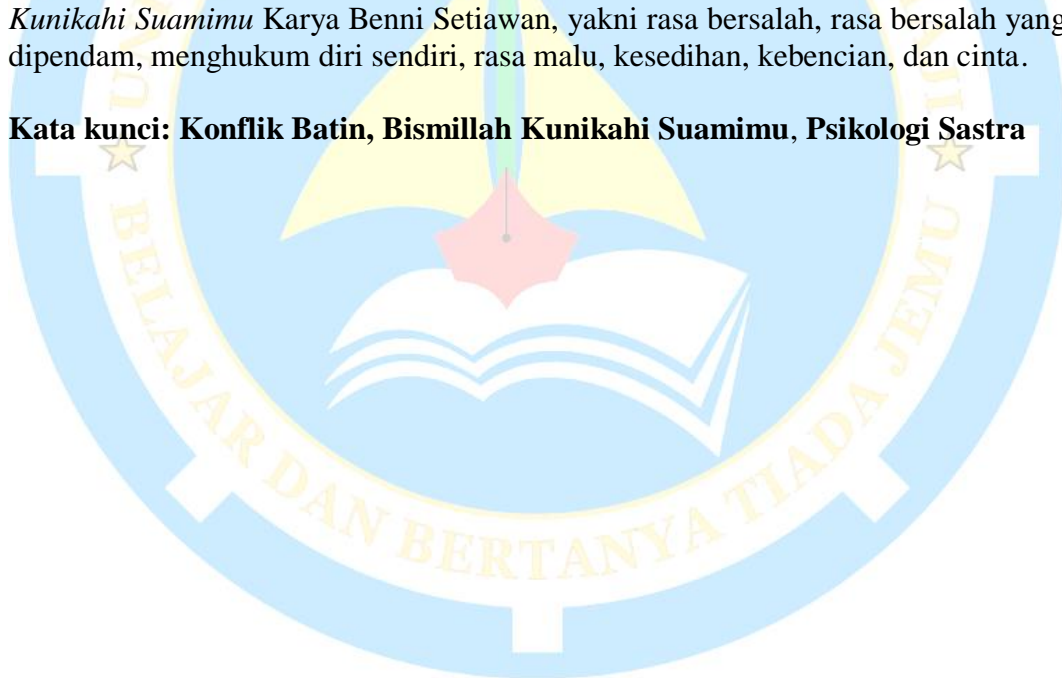 Kunikahi Suamimu Karya Benni Setiawan, yakni rasa bersalah, rasa bersalah yang
dipendam, menghukum diri sendiri, rasa malu, kesedihan, kebencian, dan cinta.
Kata kunci: Konflik Batin, Bismillah Kunikahi Suamimu, Psikologi Sastra
BELAJAR DAN BERTANYA TIADA JEMU